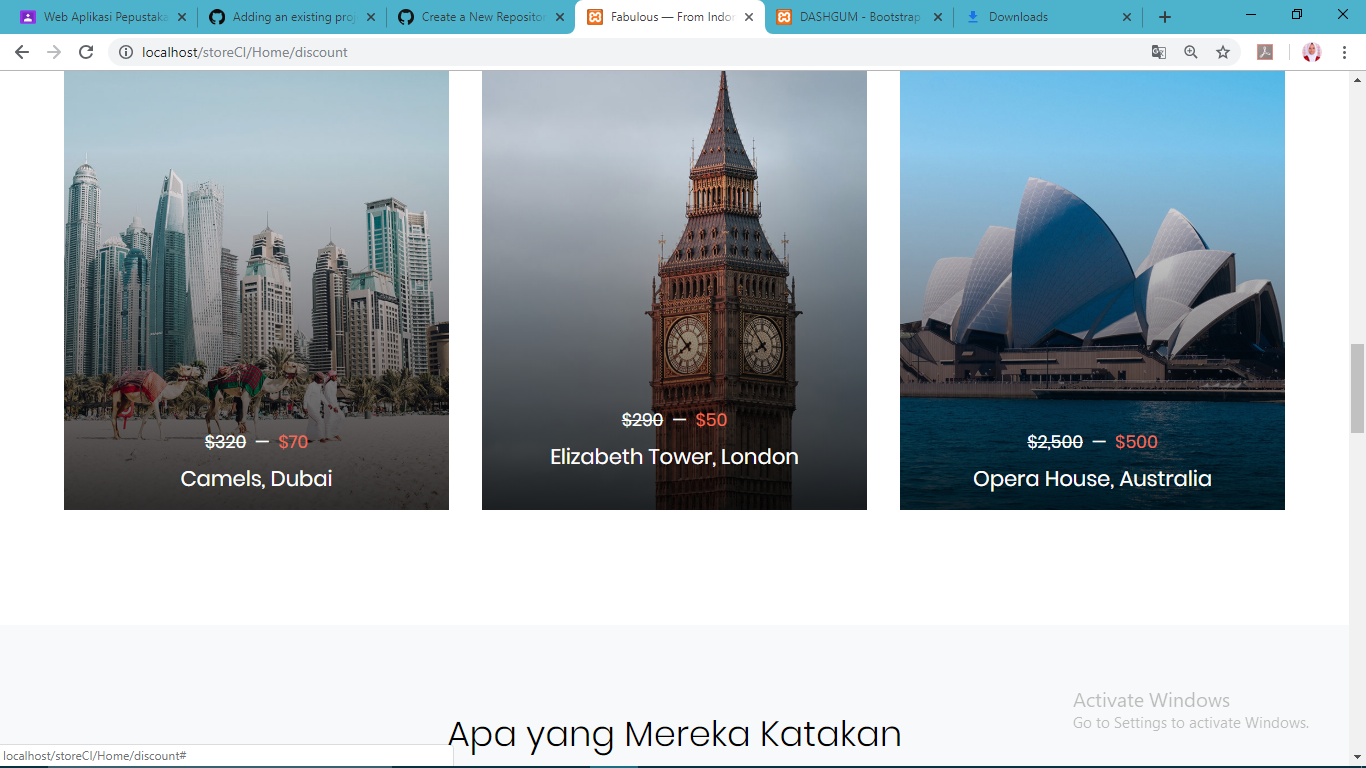 Web Aplikasi Pepustaka
Adding an existing proj
Create a New Repositor
Fabulous — From Indo
DASHGUM - Bootstrap
Downloads
localhost/storeCI/Home/discount
$320 — $70
Camels, Dubai
$290 — $50
Elizabeth Tower, London
$2,500 — $500
Opera House, Australia
Apa yang Mereka Katakan
Activate Windows
Go to Settings to activate Windows.
localhost/storeCI/Home/discount#